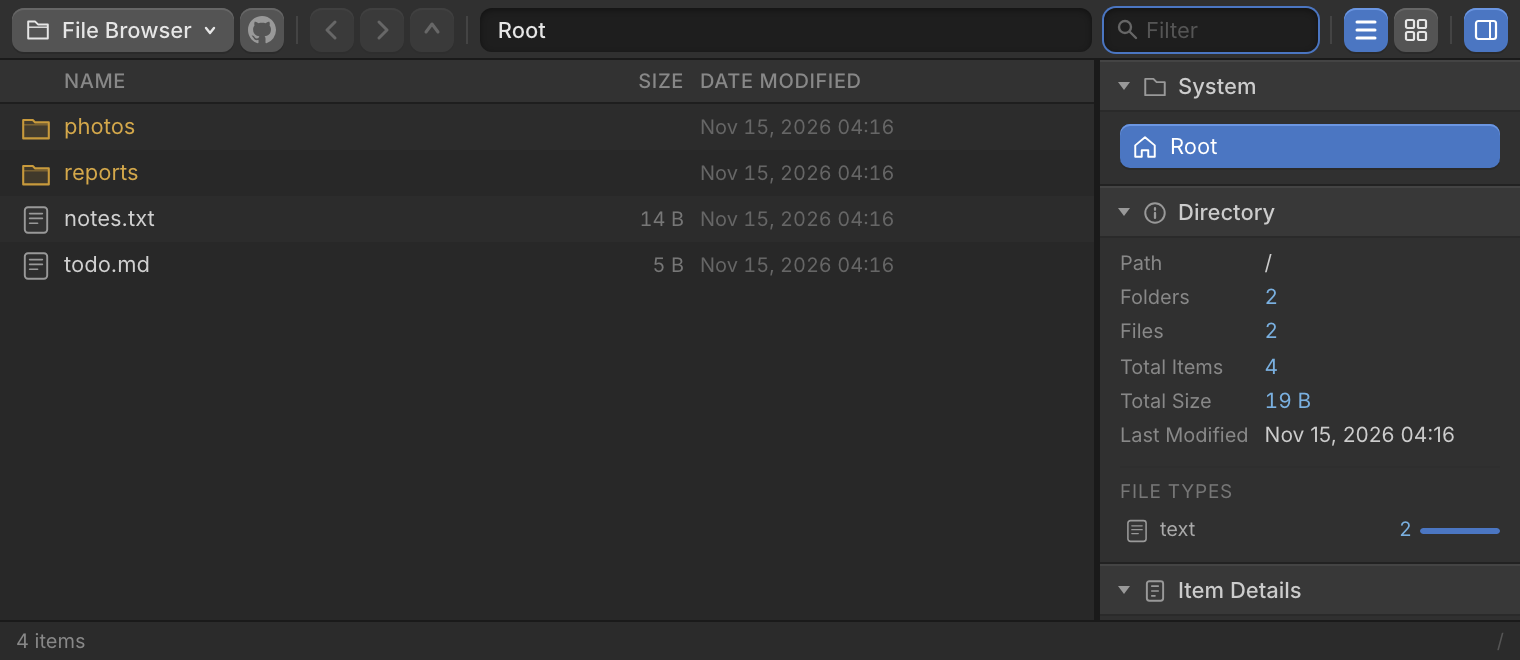 File Browser
Root
Filter
NAME SIZE DATE MODIFIED
photos Nov 15, 2026 04:16
reports Nov 15, 2026 04:16
notes.txt 14 B Nov 15, 2026 04:16
todo.md 5 B Nov 15, 2026 04:16
System
Root
Directory
Path /
Folders 2
Files 2
Total Items 4
Total Size 19 B
Last Modified Nov 15, 2026 04:16
FILE TYPES
text 2
Item Details
4 items /